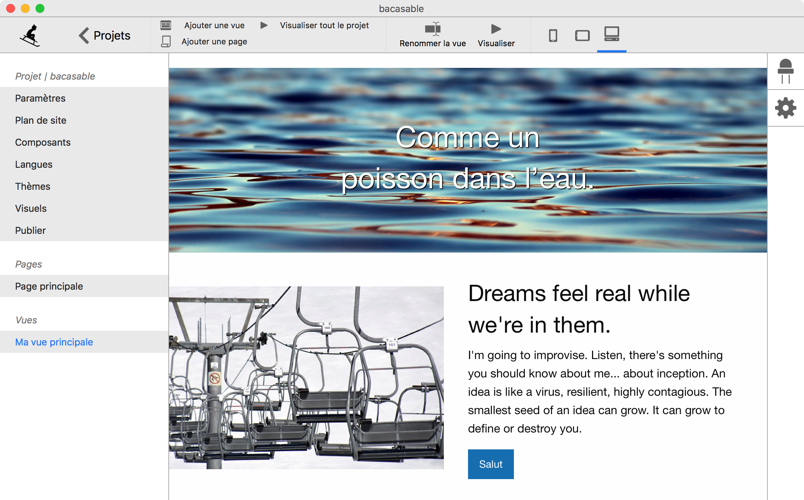 bacasable
Projets
Ajouter une vue
Visualiser tout le projet
Ajouter une page
Renommer la vue
Visualiser
Projet | bacasable
Paramètres
Plan de site
Composants
Langues
Thèmes
Visuels
Publier
Pages
Page principale
Vues
Ma vue principale
Comme un
poisson dans l'eau.
Dreams feel real while
we're in them.
I'm going to improvise. Listen, there's something
you should know about me... about inception. An
idea is like a virus, resilient, highly contagious. The
smallest seed of an idea can grow. It can grow to
define or destroy you.
Salut